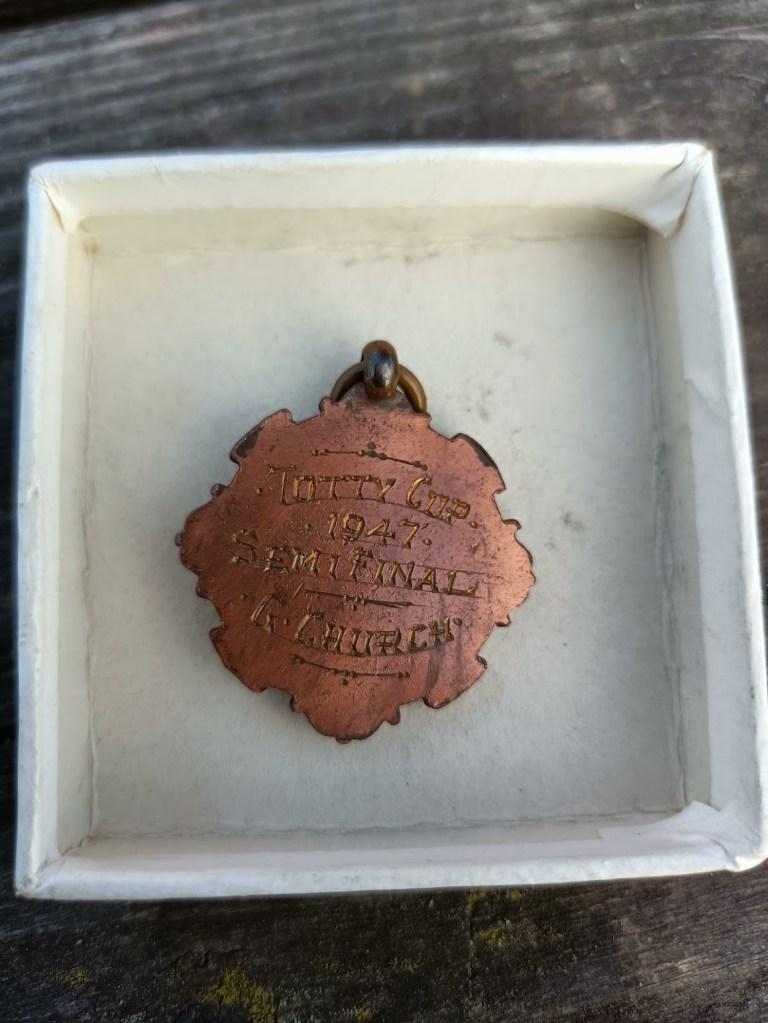 · TOTTY CUP ·
· 1947 ·
SEMI FINAL
· G · CHURCH ·